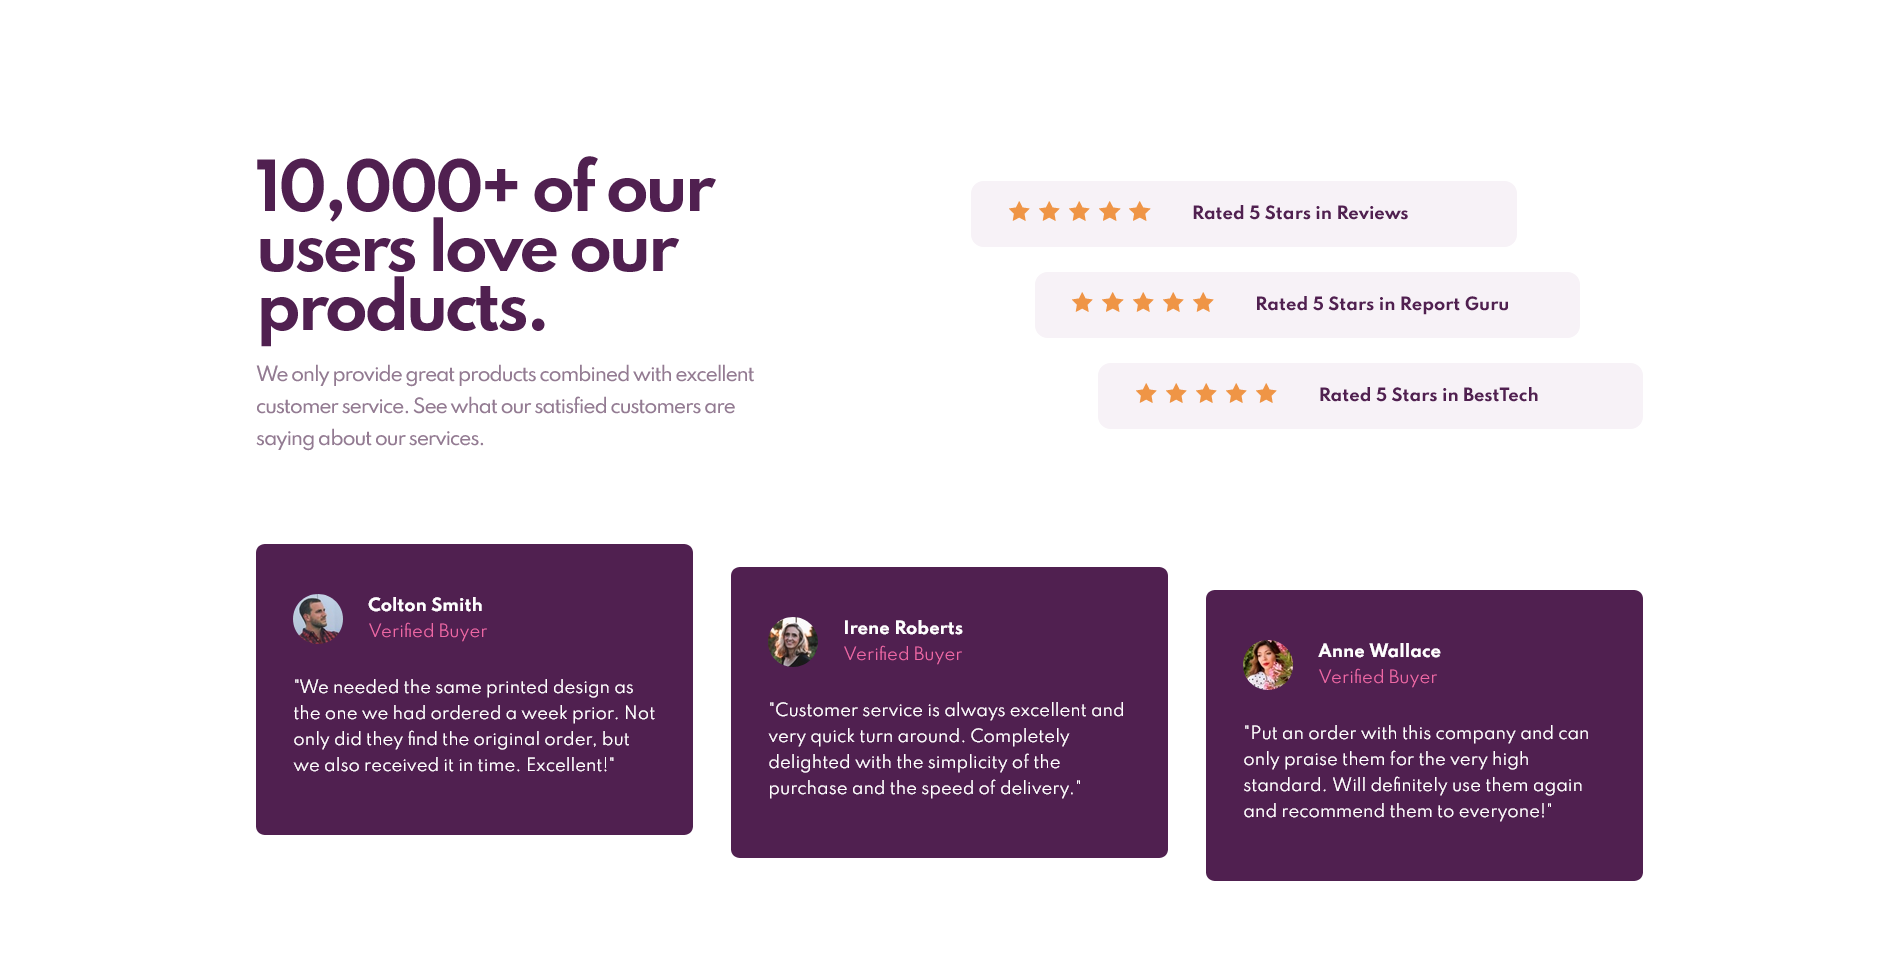 10,000+ of our
users love our
products.
We only provide great products combined with excellent
customer service. See what our satisfied customers are
saying about our services.
Rated 5 Stars in Reviews
Rated 5 Stars in Report Guru
Rated 5 Stars in BestTech
Colton Smith
Verified Buyer
"We needed the same printed design as
the one we had ordered a week prior. Not
only did they find the original order, but
we also received it in time. Excellent!"
Irene Roberts
Verified Buyer
"Customer service is always excellent and
very quick turn around. Completely
delighted with the simplicity of the
purchase and the speed of delivery."
Anne Wallace
Verified Buyer
"Put an order with this company and can
only praise them for the very high
standard. Will definitely use them again
and recommend them to everyone!"